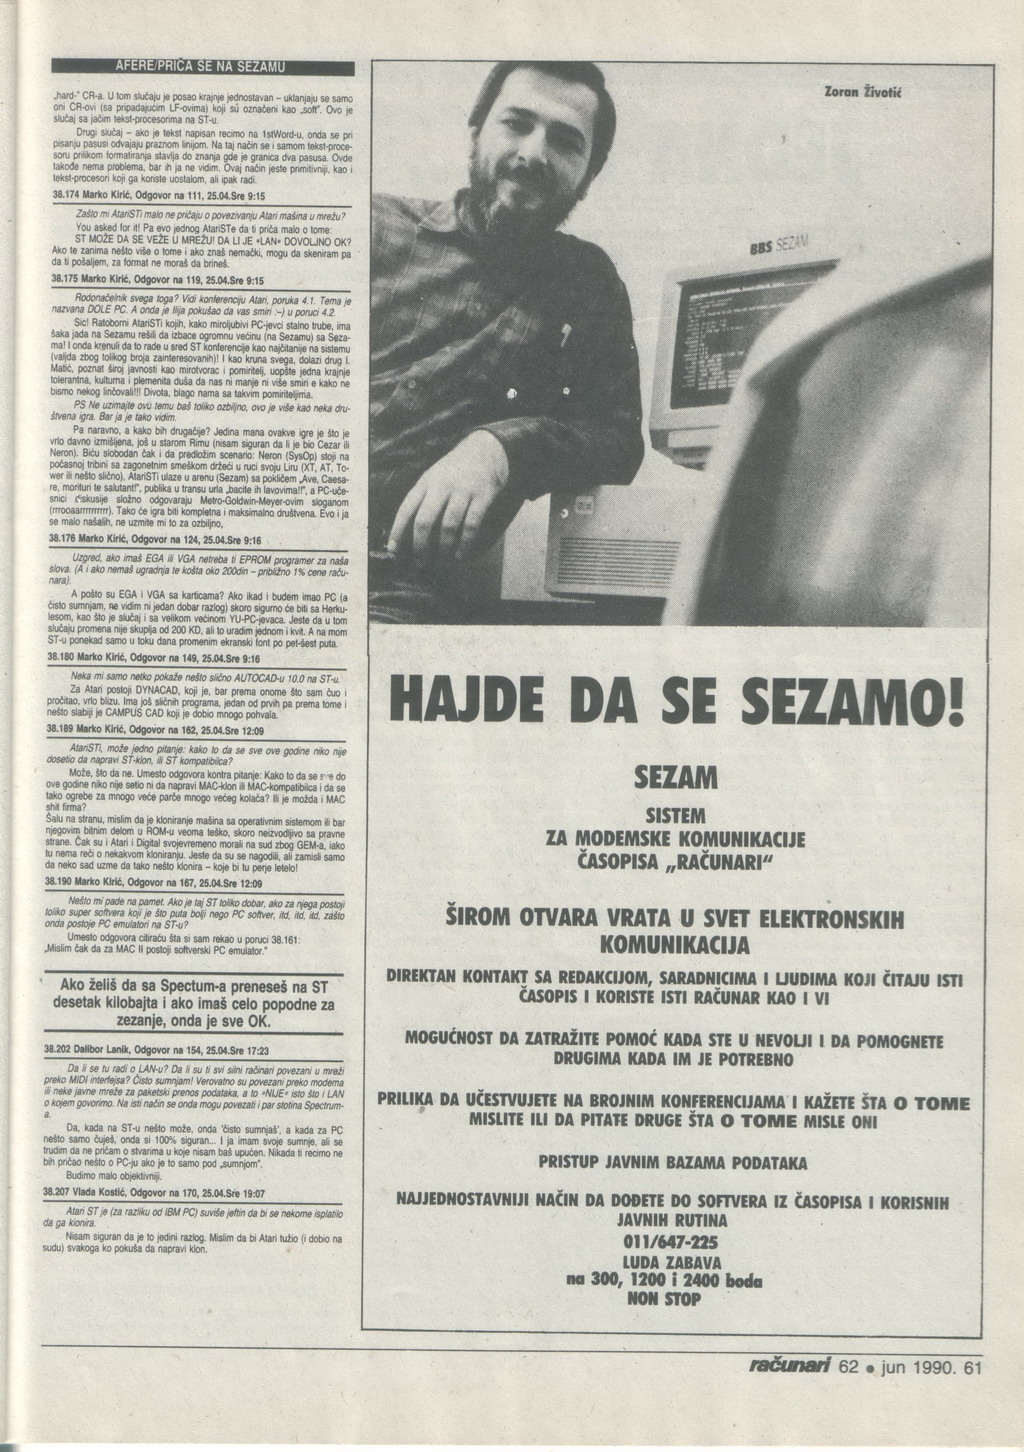 AFERE/PRIČA SE NA SEZAMU
„hard-" CR-a. U tom slučaju je posao krajnje jednostavan – uklanjaju se samo
oni CR-ovi (sa pripadajućim LF-ovima) koji su označeni kao „soft". Ovo je
slučaj sa jačim tekst-procesorima na ST-u.
Drugi slučaj – ako je tekst napisan recimo na 1stWord-u, onda se pri
pisanju pasusi odvajaju praznom linijom. Na taj način se i samom tekst-proce-
soru prilikom formatiranja stavlja do znanja gde je granica dva pasusa. Ovde
takođe nema problema, bar ih ja ne vidim. Ovaj način jeste primitivniji, kao i
tekst-procesori koji ga koriste uostalom, ali ipak radi.
38.174 Marko Kirić, Odgovor na 111, 25.04.Sre 9:15
Zašto mi AtariSTi malo ne pričaju o povezivanju Atari mašina u mrežu?
You asked for it! Pa evo jednog AtariSTe da ti priča malo o tome:
ST MOŽE DA SE VEŽE U MREŽU! DA LI JE *LAN* DOVOLJNO OK?
Ako te zanima nešto više o tome i ako znaš nemački, mogu da skeniram pa
da ti pošaljem, za format ne moraš da brineš.
38.175 Marko Kirić, Odgovor na 119, 25.04.Sre 9:15
Rodonačelnik svega toga? Vidi konferenciju Atari, poruka 4.1. Tema je
nazvana DOLE PC. A onda je Ilija pokušao da vas smiri :-) u poruci 4.2.
Sic! Ratoborni AtariSTi kojih, kako miroljubivi PC-jevci stalno trube, ima
šaka jada na Sezamu rešili da izbace ogromnu većinu (na Sezamu) sa Seza-
ma! I onda krenuli da to rade u sred ST konferencije kao najčitanije na sistemu
(valjda zbog tolikog broja zainteresovanih)! I kao kruna svega, dolazi drug I.
Matić, poznat široj javnosti kao mirotvorac i pomiritelj, uopšte jedna krajnje
tolerantna, kulturna i plemenita duša da nas ni manje ni više smiri e kako ne
bismo nekog linčovali!!! Divota, blago nama sa takvim pomiriteljima.
PS Ne uzimajte ovu temu baš toliko ozbiljno, ovo je više kao neka dru-
štvena igra. Bar ja je tako vidim.
Pa naravno, a kako bih drugačije? Jedina mana ovakve igre je što je
vrlo davno izmišljena, još u starom Rimu (nisam siguran da li je bio Cezar ili
Neron). Biću slobodan čak i da predložim scenario: Neron (SysOp) stoji na
počasnoj tribini sa zagonetnim smeškom držeći u ruci svoju Liru (XT, AT, To-
wer ili nešto slično), AtariSTi ulaze u arenu (Sezam) sa pokličem „Ave, Caesa-
re, morituri te salutant!", publika u transu urla „bacite ih lavovima!!", a PC-uče-
snici diskusije složno odgovaraju Metro-Goldwin-Meyer-ovim sloganom
(rrrooaarrrrrrrrr). Tako će igra biti kompletna i maksimalno društvena. Evo i ja
se malo našalih, ne uzmite mi to za ozbiljno,
38.176 Marko Kirić, Odgovor na 124, 25.04.Sre 9:16
Uzgred, ako imaš EGA ili VGA netreba ti EPROM programer za naša
slova. (A i ako nemaš ugradnja te košta oko 200din – približno 1% cene raču-
nara).
A pošto su EGA i VGA sa karticama? Ako ikad i budem imao PC (a
čisto sumnjam, ne vidim ni jedan dobar razlog) skoro sigurno će biti sa Herku-
lesom, kao što je slučaj i sa velikom većinom YU-PC-jevaca. Jeste da u tom
slučaju promena nije skuplja od 200 KD, ali to uradim jednom i kvit. A na mom
ST-u ponekad samo u toku dana promenim ekranski font po pet-šest puta.
38.180 Marko Kirić, Odgovor na 149, 25.04.Sre 9:16
Neka mi samo netko pokaže nešto slično AUTOCAD-u 10.0 na ST-u.
Za Atari postoji DYNACAD, koji je, bar prema onome što sam čuo i
pročitao, vrlo blizu. Ima još sličnih programa, jedan od prvih pa prema tome i
nešto slabiji je CAMPUS CAD koji je dobio mnogo pohvala.
38.189 Marko Kirić, Odgovor na 162, 25.04.Sre 12:09
AtariSTi, može jedno pitanje: kako to da se sve ove godine niko nije
dosetio da napravi ST-klon, ili ST kompatibilca?
Može, što da ne. Umesto odgovora kontra pitanje: Kako to da se sve do
ove godine niko nije setio ni da napravi MAC-klon ili MAC-kompatibilca i da se
tako ogrebe za mnogo veće parče mnogo većeg kolača? Ili je možda i MAC
shit firma?
Šalu na stranu, mislim da je kloniranje mašina sa operativnim sistemom ili bar
njegovim bitnim delom u ROM-u veoma teško, skoro neizvodljivo sa pravne
strane. Čak su i Atari i Digital svojevremeno morali na sud zbog GEM-a, iako
tu nema reči o nekakvom kloniranju. Jeste da su se nagodili, ali zamisli samo
da neko sad uzme da tako nešto klonira – koje bi tu perje letelo!
38.190 Marko Kirić, Odgovor na 167, 25.04.Sre 12:09
Nešto mi pade na pamet. Ako je taj ST toliko dobar, ako za njega postoji
toliko super softvera koji je što puta bolji nego PC softver, itd, itd, itd, zašto
onda postoje PC emulatori na ST-u?
Umesto odgovora citiraću šta si sam rekao u poruci 38.161:
„Mislim čak da za MAC II postoji softverski PC emulator."
Ako želiš da sa Spectum-a preneseš na ST
desetak kilobajta i ako imaš celo popodne za
zezanje, onda je sve OK.
38.202 Dalibor Lanik, Odgovor na 154, 25.04.Sre 17:23
Da li se tu radi o LAN-u? Da li su ti svi silni računari povezani u mreži
preko MIDI interfejsa? Čisto sumnjam! Verovatno su povezani preko modema
ili neke javne mreže za paketski prenos podataka, a to *NIJE* isto što i LAN
o kojem govorimo. Na isti način se onda mogu povezati i par stotina Spectrum-
a.
Da, kada na ST-u nešto može, onda 'čisto sumnjaš', a kada za PC
nešto samo čuješ, onda si 100% siguran... I ja imam svoje sumnje, ali se
trudim da ne pričam o stvarima u koje nisam baš upućen. Nikada ti recimo ne
bih pričao nešto o PC-ju ako je to samo pod „sumnjom".
Budimo malo objektivniji.
38.207 Vlada Kostić, Odgovor na 170, 25.04.Sre 19:07
Atari ST je (za razliku od IBM PC) suviše jeftin da bi se nekome isplatilo
da ga klonira.
Nisam siguran da je to jedini razlog. Mislim da bi Atari tužio (i dobio na
sudu) svakoga ko pokuša da napravi klon.
Zoran Životić
BBS SEZAM
HAJDE DA SE SEZAMO!
SEZAM
SISTEM
ZA MODEMSKE KOMUNIKACIJE
ČASOPISA „RAČUNARI"
ŠIROM OTVARA VRATA U SVET ELEKTRONSKIH
KOMUNIKACIJA
DIREKTAN KONTAKT SA REDAKCIJOM, SARADNICIMA I LJUDIMA KOJI ČITAJU ISTI
ČASOPIS I KORISTE ISTI RAČUNAR KAO I VI
MOGUĆNOST DA ZATRAŽITE POMOĆ KADA STE U NEVOLJI I DA POMOGNETE
DRUGIMA KADA IM JE POTREBNO
PRILIKA DA UČESTVUJETE NA BROJNIM KONFERENCIJAMA I KAŽETE ŠTA O TOME
MISLITE ILI DA PITATE DRUGE ŠTA O TOME MISLE ONI
PRISTUP JAVNIM BAZAMA PODATAKA
NAJJEDNOSTAVNIJI NAČIN DA DOĐETE DO SOFTVERA IZ ČASOPISA I KORISNIH
JAVNIH RUTINA
011/647-225
LUDA ZABAVA
na 300, 1200 i 2400 boda
NON STOP
računari 62 • jun 1990. 61